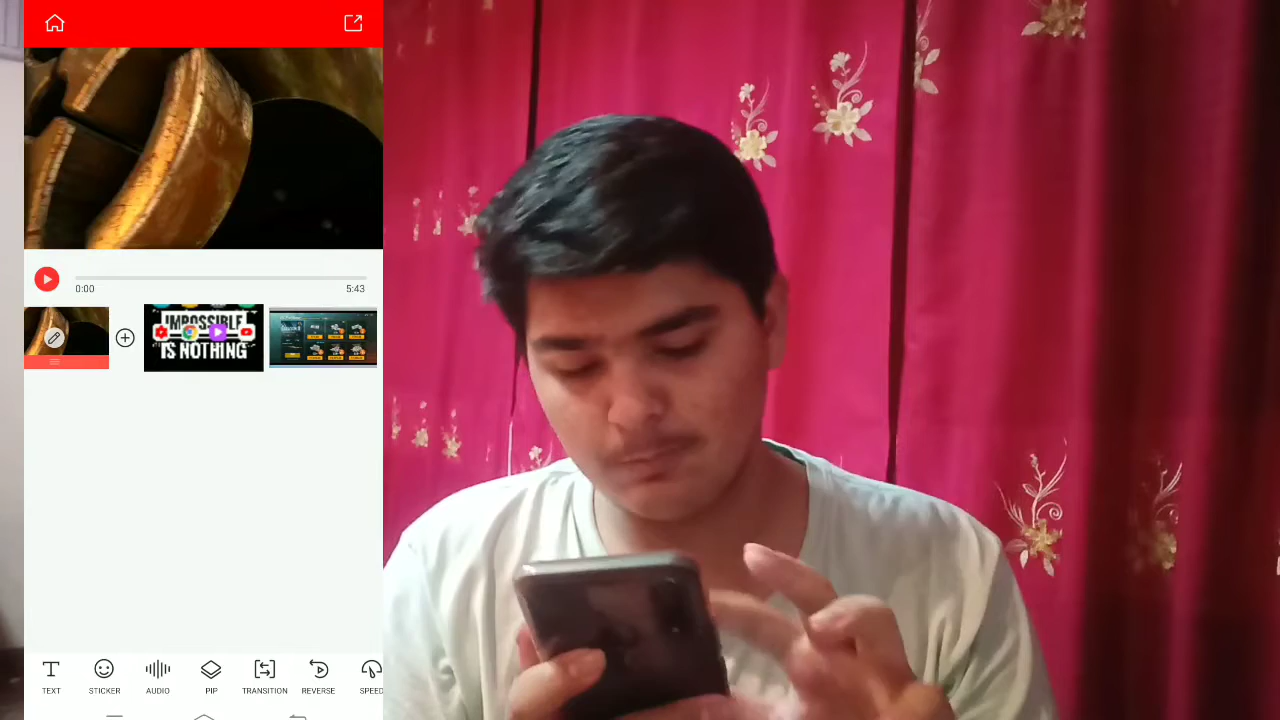 0:00
5:43
IMPOSSIBLE
IS NOTHING
TEXT
STICKER
AUDIO
PIP
TRANSITION
REVERSE
SPEED